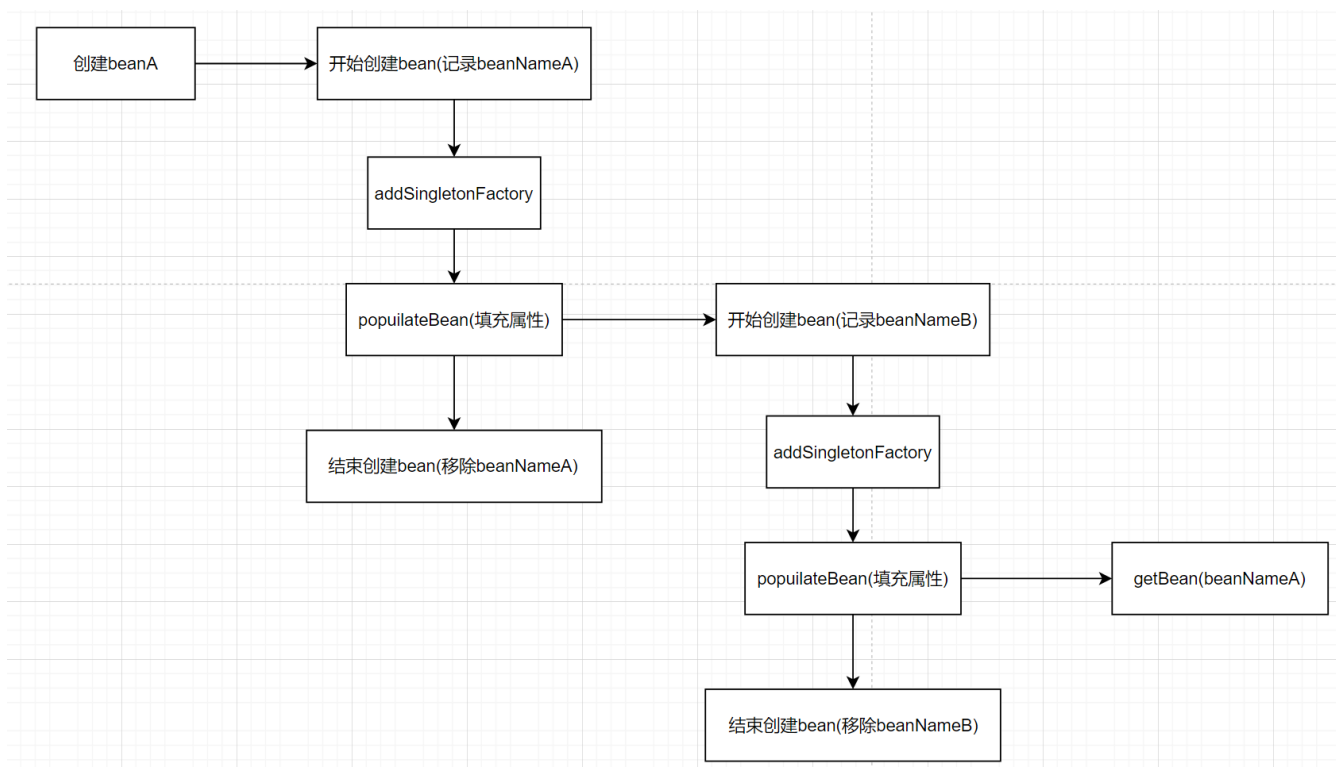 创建beanA
开始创建bean(记录beanNameA)
addSingletonFactory
popuilateBean(填充属性)
开始创建bean(记录beanNameB)
结束创建bean(移除beanNameA)
addSingletonFactory
popuilateBean(填充属性)
getBean(beanNameA)
结束创建bean(移除beanNameB)